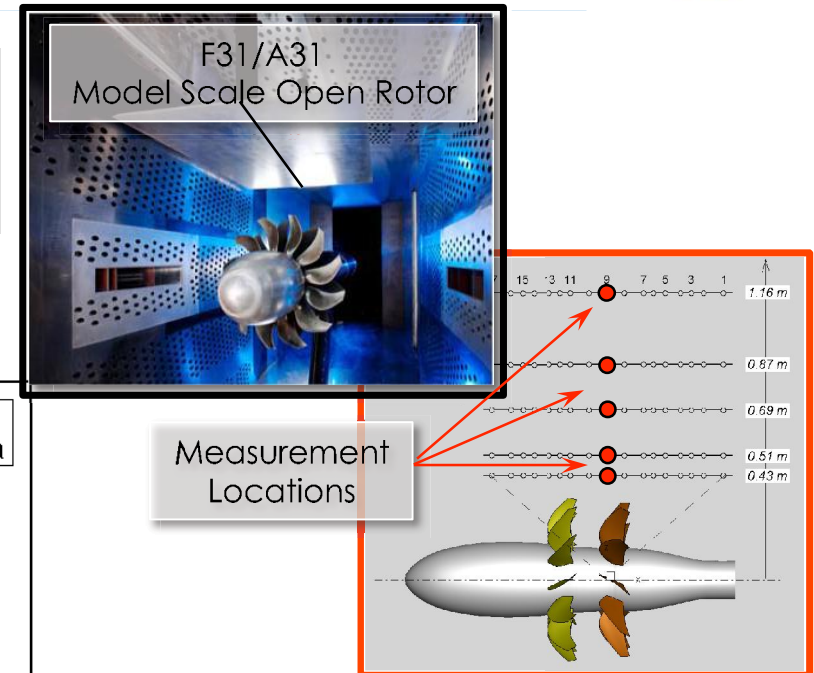 F31/A31
Model Scale Open Rotor
15 13 11 9 7 5 3 1
1.16 m
0.87 m
0.69 m
0.51 m
0.43 m
Measurement
Locations
x